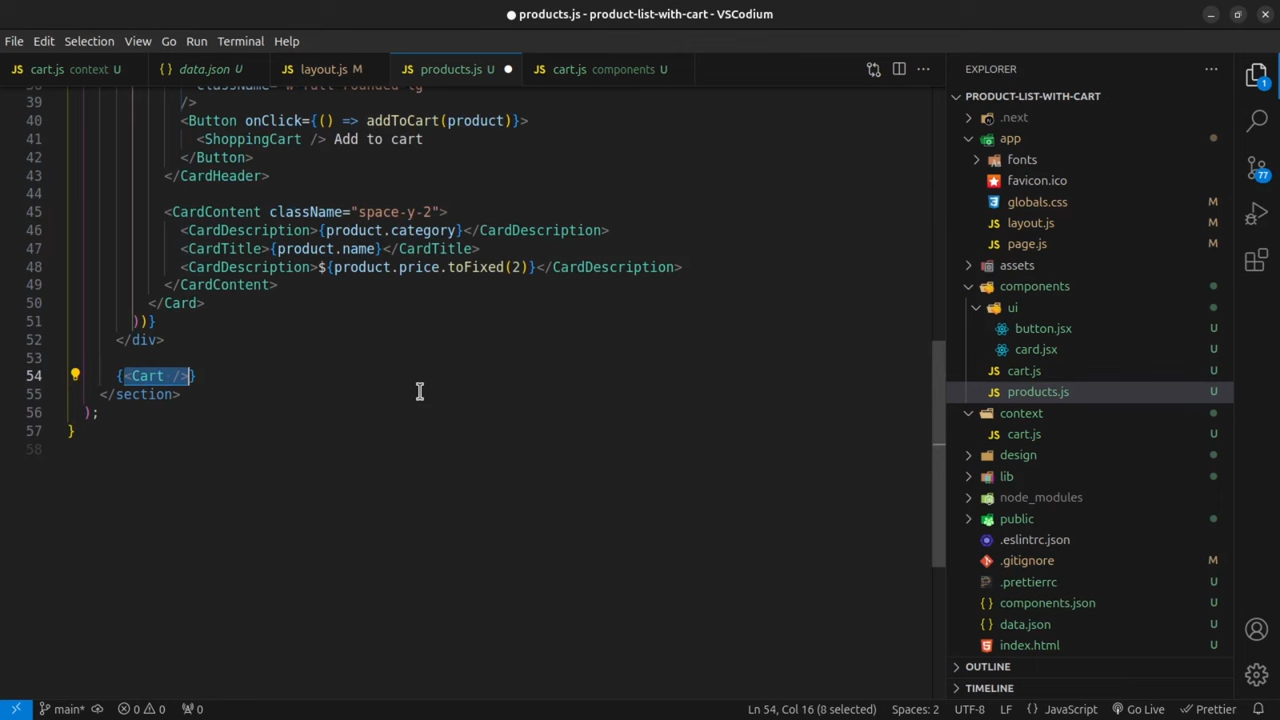 products.js - product-list-with-cart - VSCodium
File Edit Selection View Go Run Terminal Help
cart.js context U
data.json U
layout.js M
products.js U
cart.js components U
EXPLORER
38 className="w-full rounded-lg"
39 />
40 <Button onClick={() => addToCart(product)}>
41 <ShoppingCart /> Add to cart
42 </Button>
43 </CardHeader>
44
45 <CardContent className="space-y-2">
46 <CardDescription>{product.category}</CardDescription>
47 <CardTitle>{product.name}</CardTitle>
48 <CardDescription>${product.price.toFixed(2)}</CardDescription>
49 </CardContent>
50 </Card>
51 ))}
52 </div>
53
54 {<Cart />}
55 </section>
56 );
57 }
58
PRODUCT-LIST-WITH-CART
.next
app
fonts
favicon.ico
globals.css M
layout.js M
page.js M
assets
components
ui
button.jsx U
card.jsx U
cart.js U
products.js U
context
cart.js U
design
lib
node_modules
public
.eslintrc.json
.gitignore M
.prettierrc U
components.json U
data.json U
index.html U
OUTLINE
TIMELINE
1
77
main*
0 0 0
Ln 54, Col 16 (8 selected) Spaces: 2 UTF-8 LF { } JavaScript Go Live Prettier